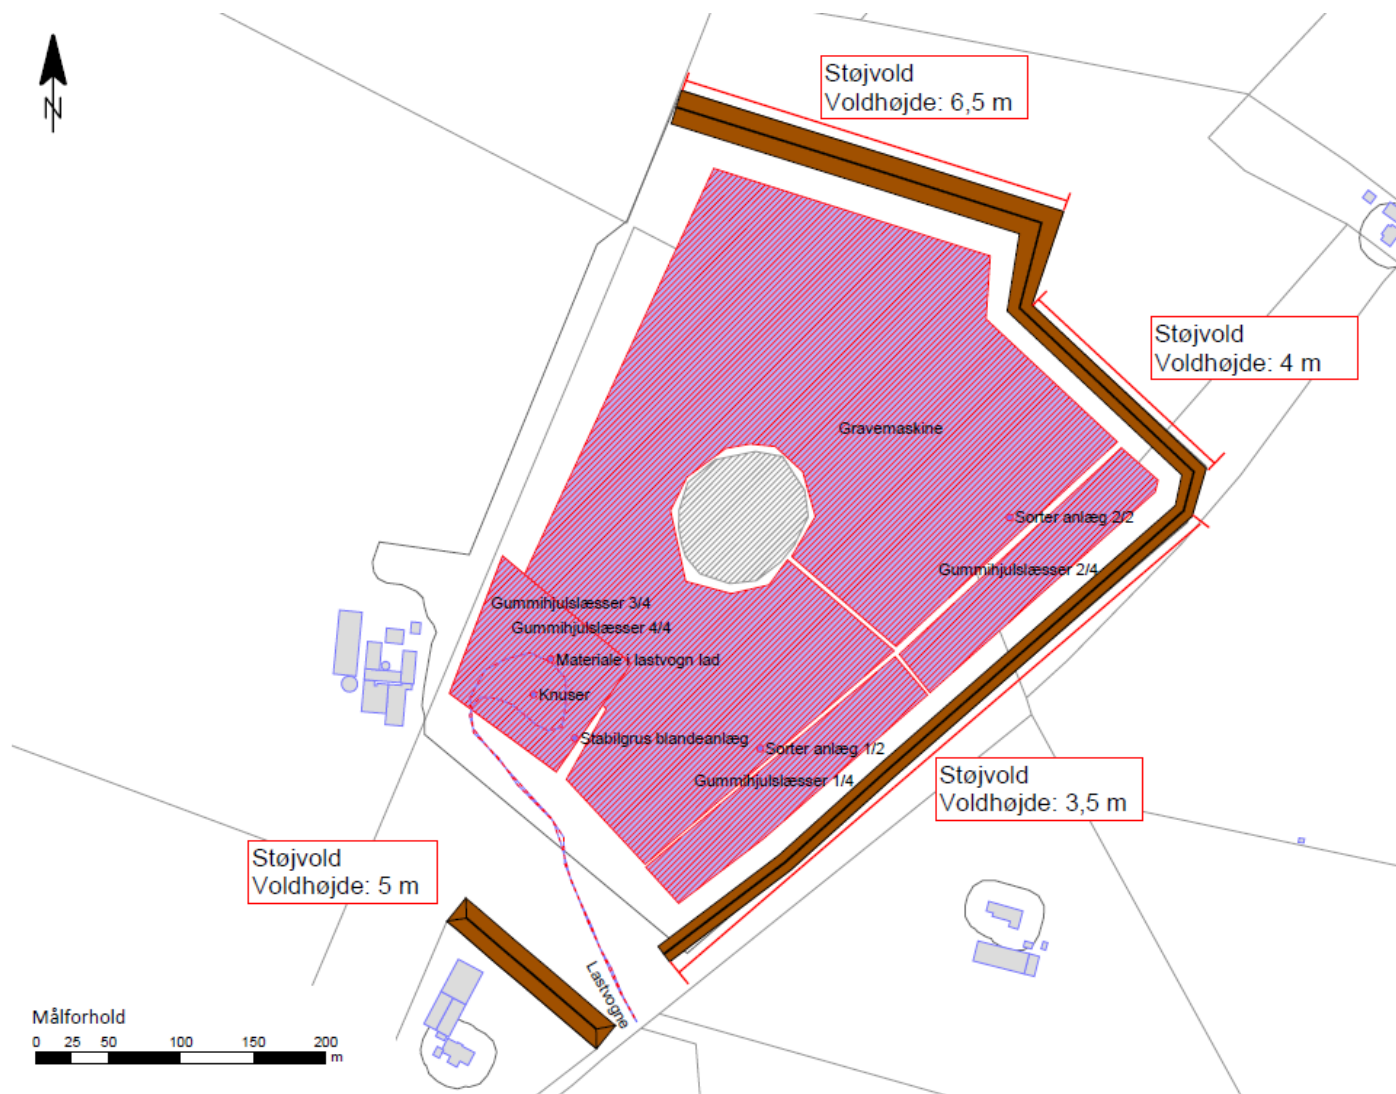 N
Støjvold
Voldhøjde: 6,5 m
Støjvold
Voldhøjde: 4 m
Gravemaskine
Sorter anlæg 2/2
Gummihjulslæsser 2/4
Gummihjulslæsser 3/4
Gummihjulslæsser 4/4
Materiale i lastvogn lad
Knuser
Stabilgrus blandeanlæg
Sorter anlæg 1/2
Gummihjulslæsser 1/4
Støjvold
Voldhøjde: 3,5 m
Støjvold
Voldhøjde: 5 m
Lastvogne
Målforhold
0 25 50 100 150 200
m